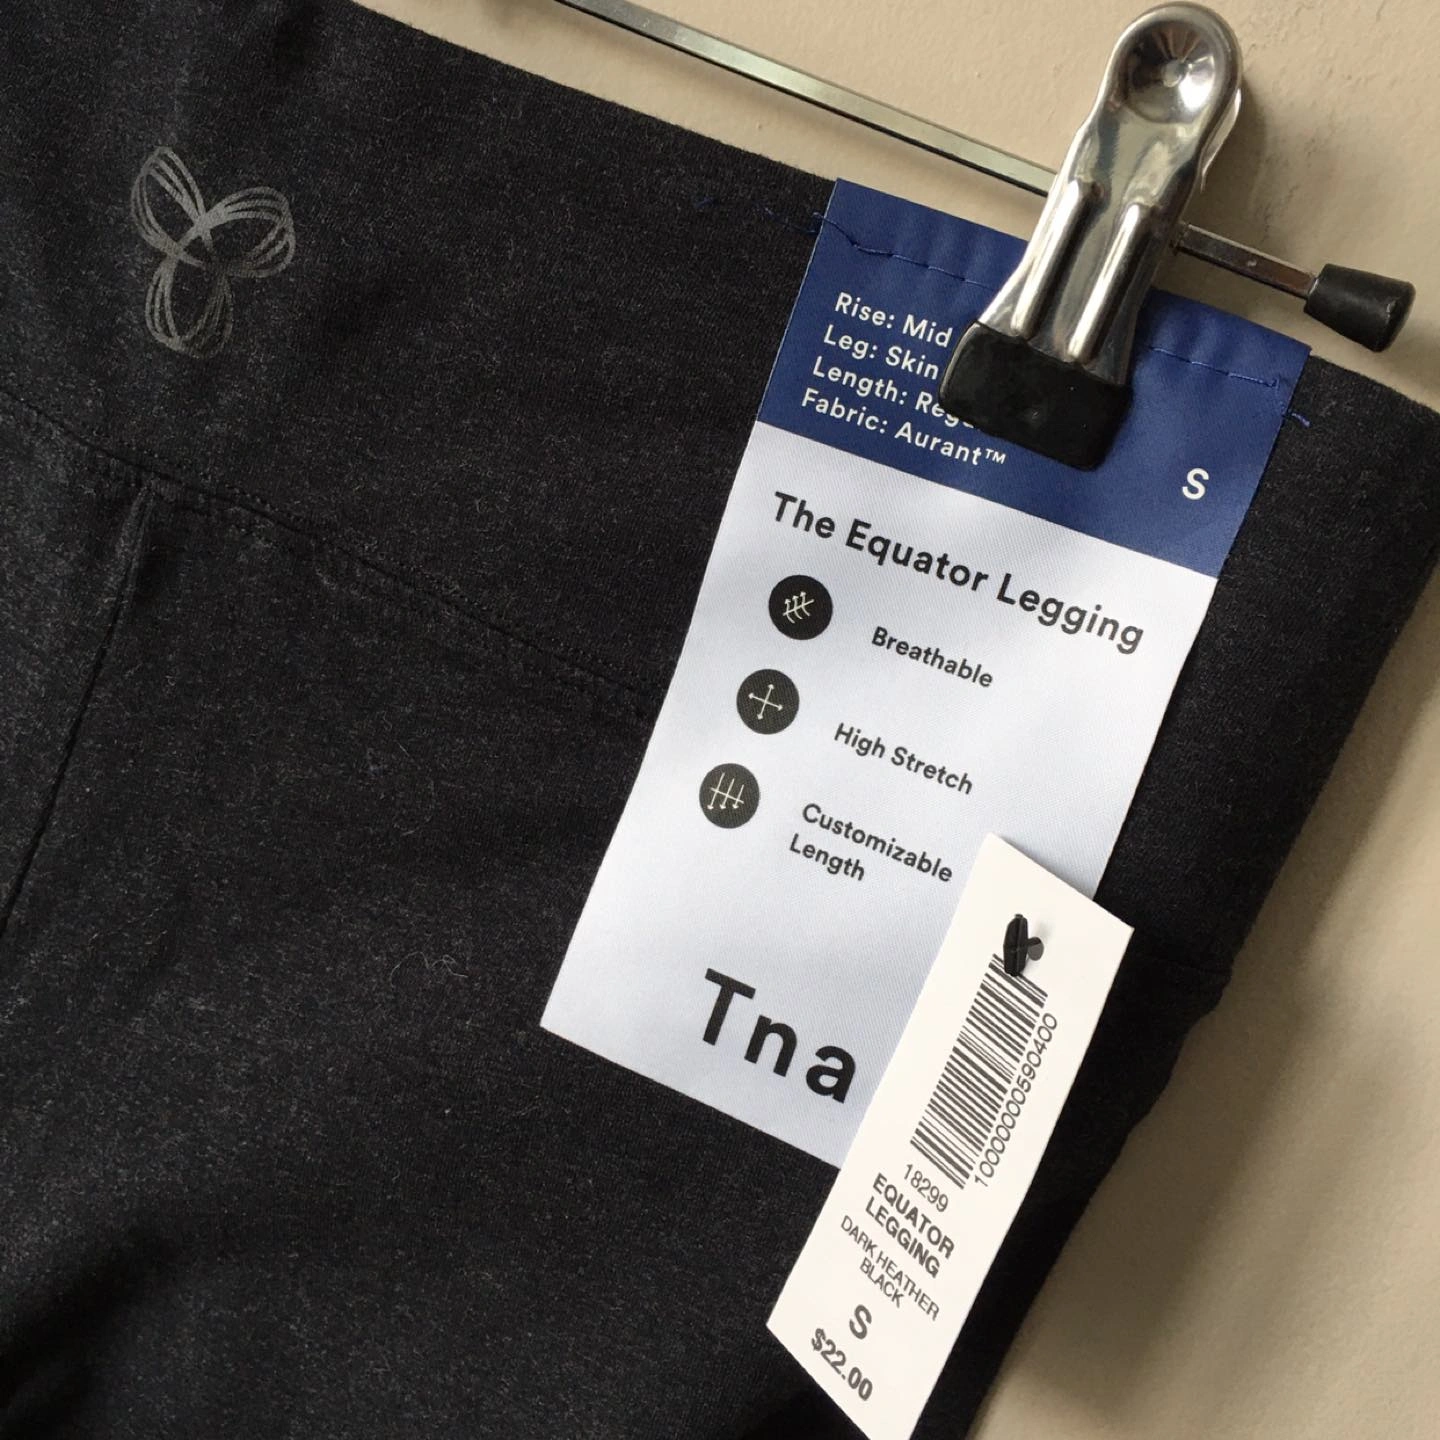 Rise: Mid
Leg: Skin
Length: Regu
Fabric: Aurant™
S
The Equator Legging
Breathable
High Stretch
Customizable
Length
Tna
1000000590400
18299
EQUATOR
LEGGING
DARK HEATHER
BLACK
S
$22.00